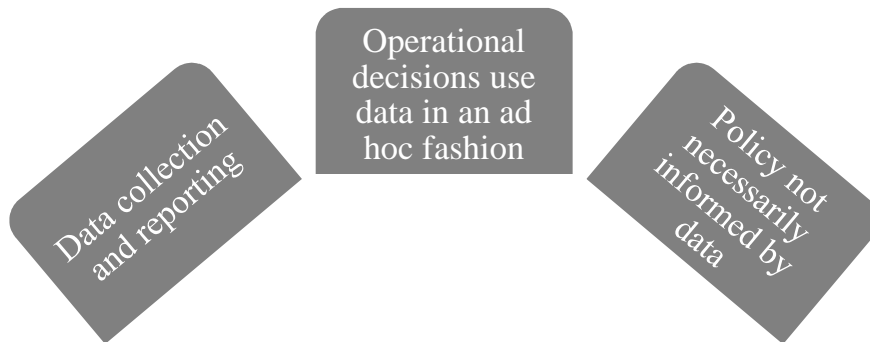 Data collection
and reporting
Operational
decisions use
data in an ad
hoc fashion
Policy not
necessarily
informed by
data